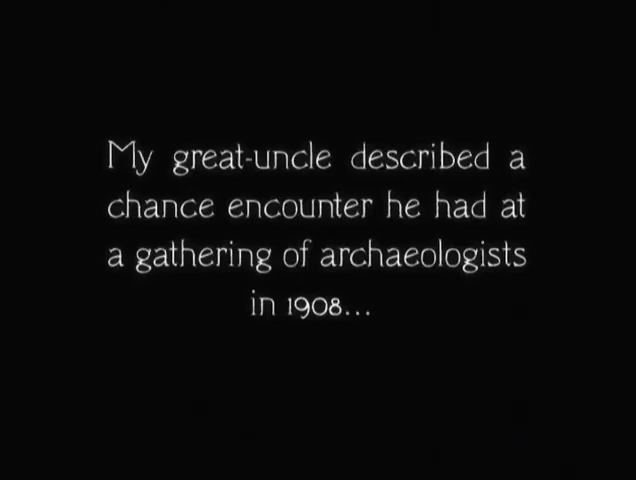 My great-uncle described a
chance encounter he had at
a gathering of archaeologists
in 1908...